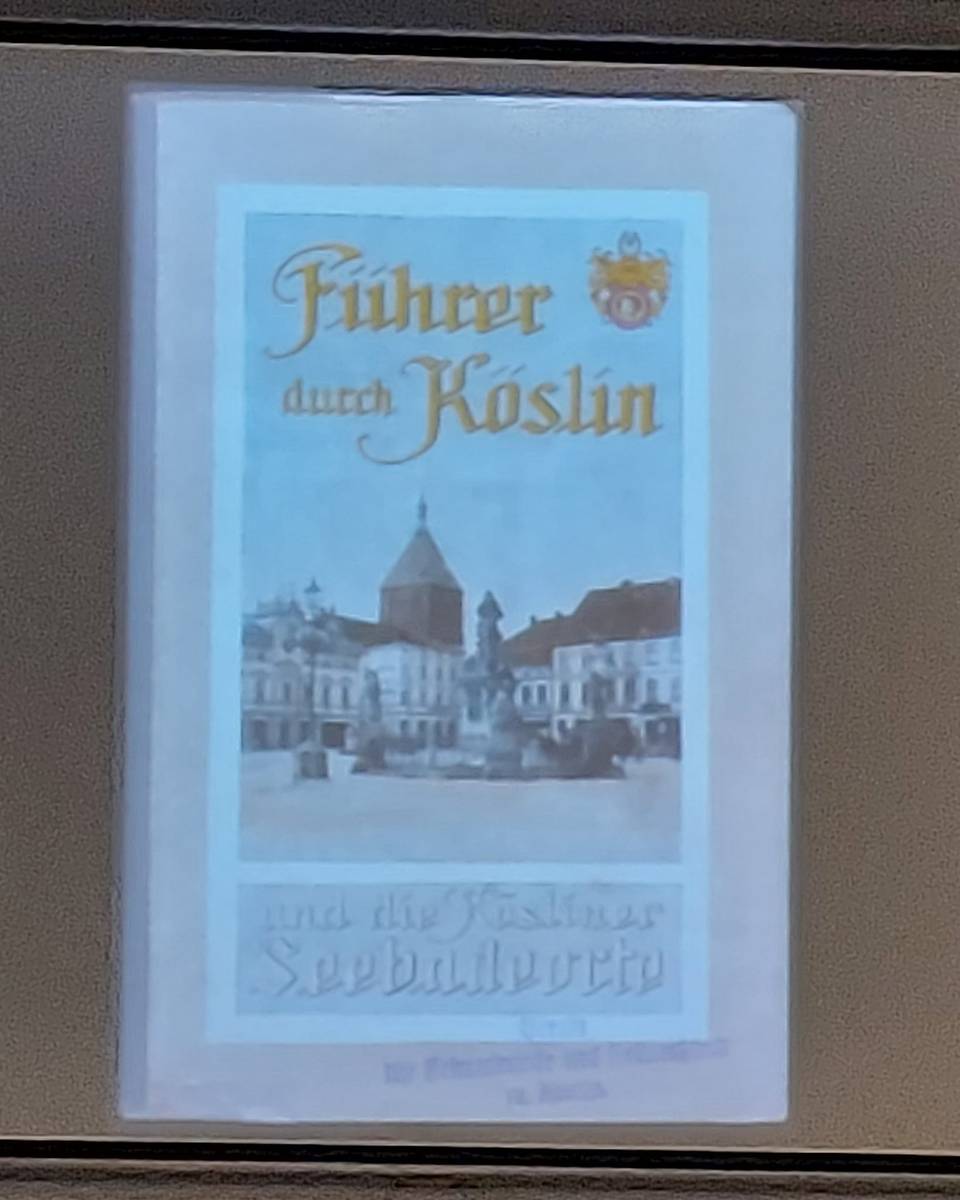 Führer
durch Köslin
und die Kösliner
Seebadeorte